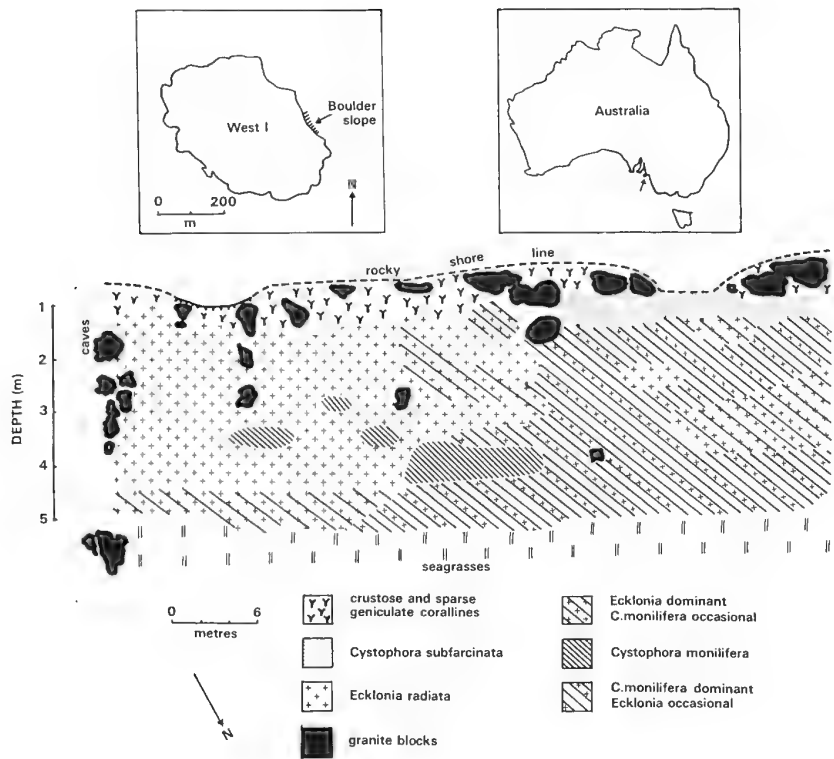 West I
Boulder
slope
0 200
m
N
Australia
rocky shore line
caves
DEPTH (m)
1
2
3
4
5
seagrasses
0 6
metres
N
crustose and sparse
geniculate corallines
Cystophora subfarcinata
Ecklonia radiata
granite blocks
Ecklonia dominant
C.monilifera occasional
Cystophora monilifera
C.monilifera dominant
Ecklonia occasional